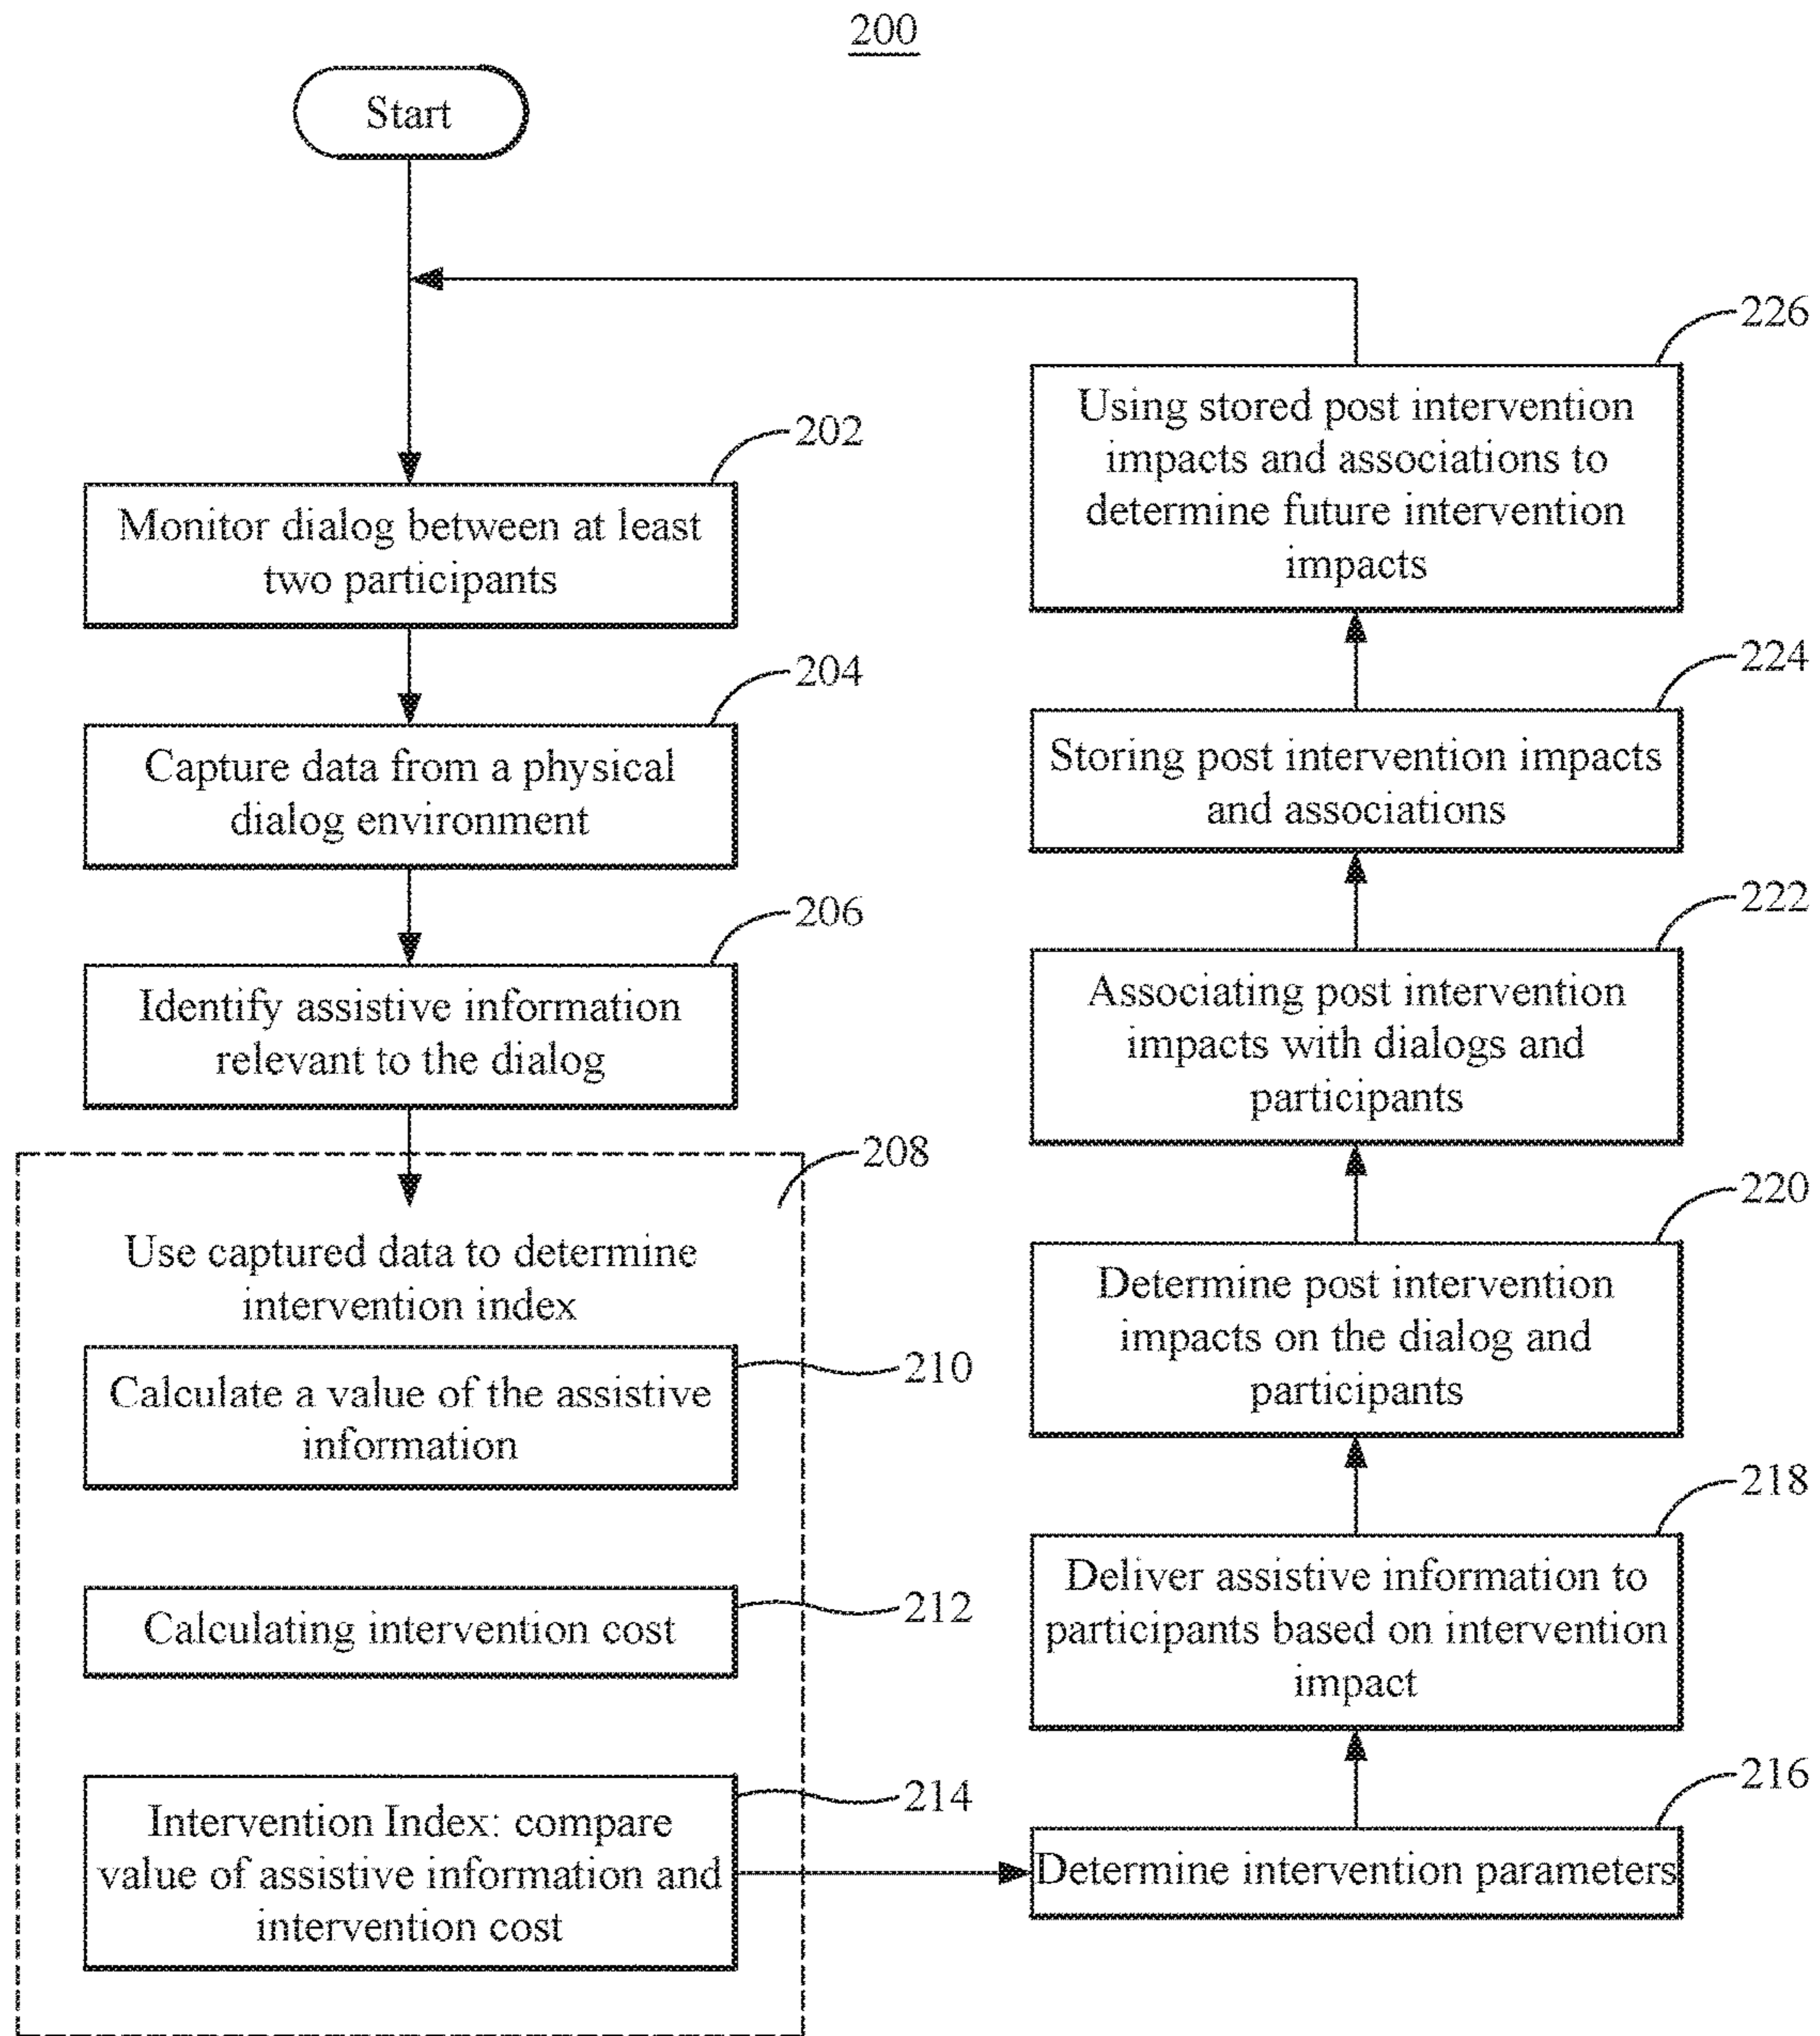 200
Start
202
Monitor dialog between at least
two participants
204
Capture data from a physical
dialog environment
206
Identify assistive information
relevant to the dialog
208
Use captured data to determine
intervention index
210
Calculate a value of the assistive
information
212
Calculating intervention cost
214
Intervention Index: compare
value of assistive information and
intervention cost
216
Determine intervention parameters
218
Deliver assistive information to
participants based on intervention
impact
220
Determine post intervention
impacts on the dialog and
participants
222
Associating post intervention
impacts with dialogs and
participants
224
Storing post intervention impacts
and associations
226
Using stored post intervention
impacts and associations to
determine future intervention
impacts